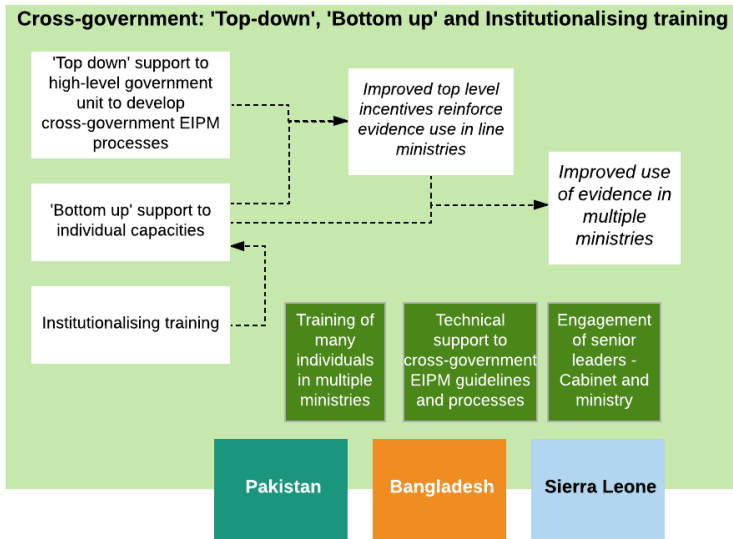 Cross-government: 'Top-down', 'Bottom up' and Institutionalising training
'Top down' support to
high-level government
unit to develop
cross-government EIPM
processes
Improved top level
incentives reinforce
evidence use in line
ministries
Improved use
of evidence in
multiple
ministries
'Bottom up' support to
individual capacities
Institutionalising training
Training of
many
individuals
in multiple
ministries
Technical
support to
cross-government
EIPM guidelines
and processes
Engagement
of senior
leaders -
Cabinet and
ministry
Pakistan
Bangladesh
Sierra Leone